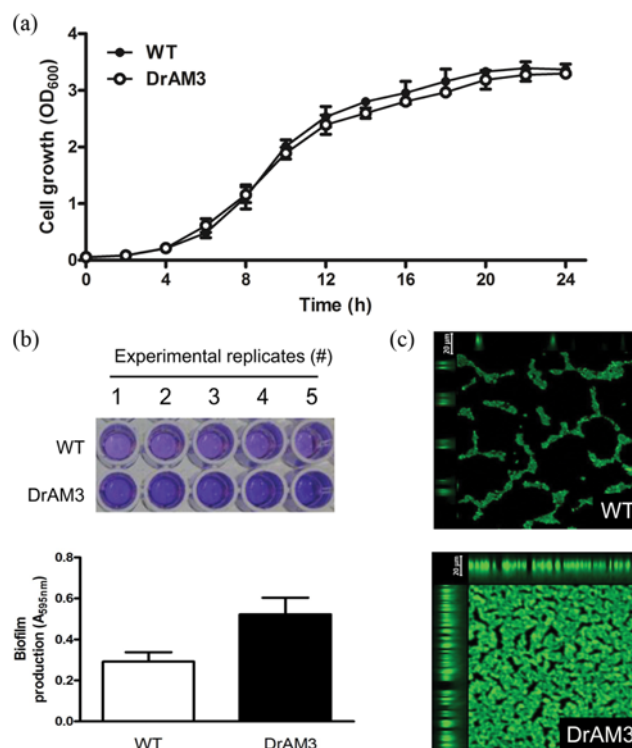 (a)
WT
DrAM3
Cell growth (OD600)
4
3
2
1
0
0 4 8 12 16 20 24
Time (h)
(b)
Experimental replicates (#)
1 2 3 4 5
WT
DrAM3
Biofilm
production (A595nm)
0.8
0.6
0.4
0.2
0.0
WT DrAM3
(c)
20 µm
WT
20 µm
DrAM3